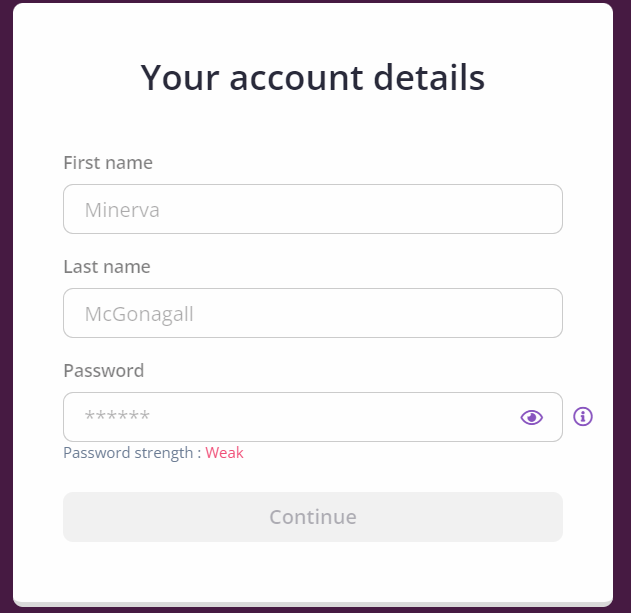 Your account details
First name
Minerva
Last name
McGonagall
Password
******
Password strength : Weak
Continue